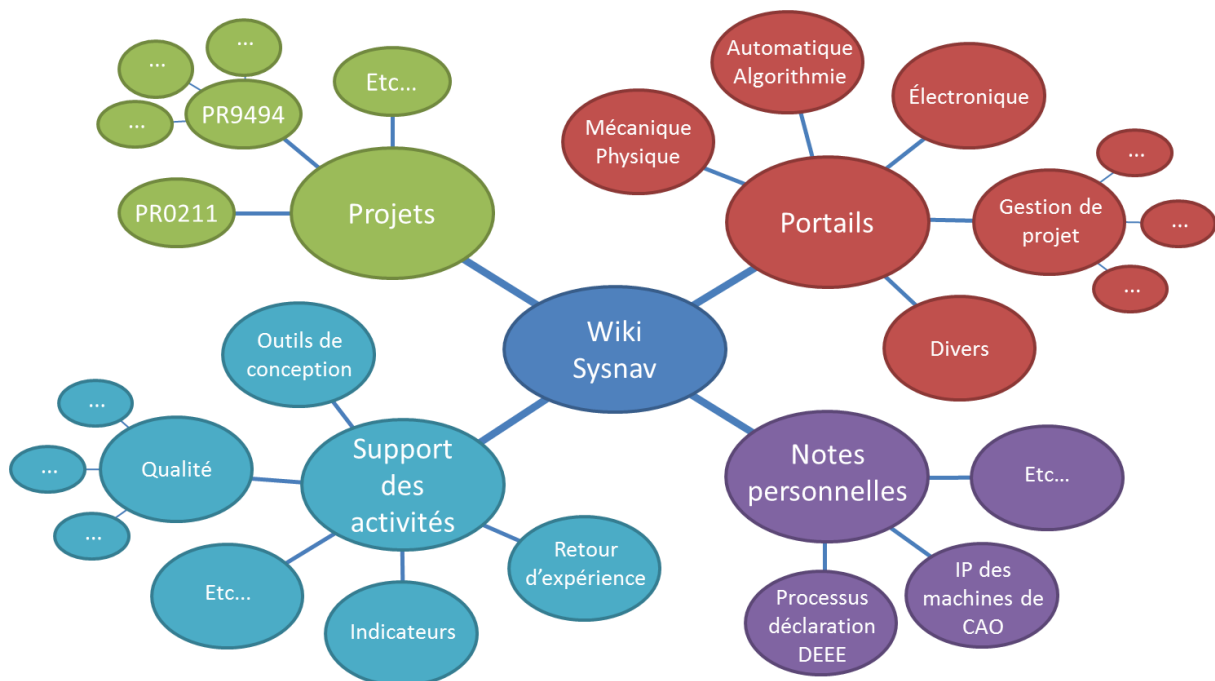 ...
...
...
PR9494
Etc...
PR0211
Projets
Automatique
Algorithmie
Électronique
Mécanique
Physique
Portails
Gestion de
projet
...
...
...
Divers
Wiki
Sysnav
Outils de
conception
Support
des
activités
Qualité
...
...
...
Etc...
Indicateurs
Retour
d'expérience
Notes
personnelles
Etc...
IP des
machines de
CAO
Processus
déclaration
DEEE